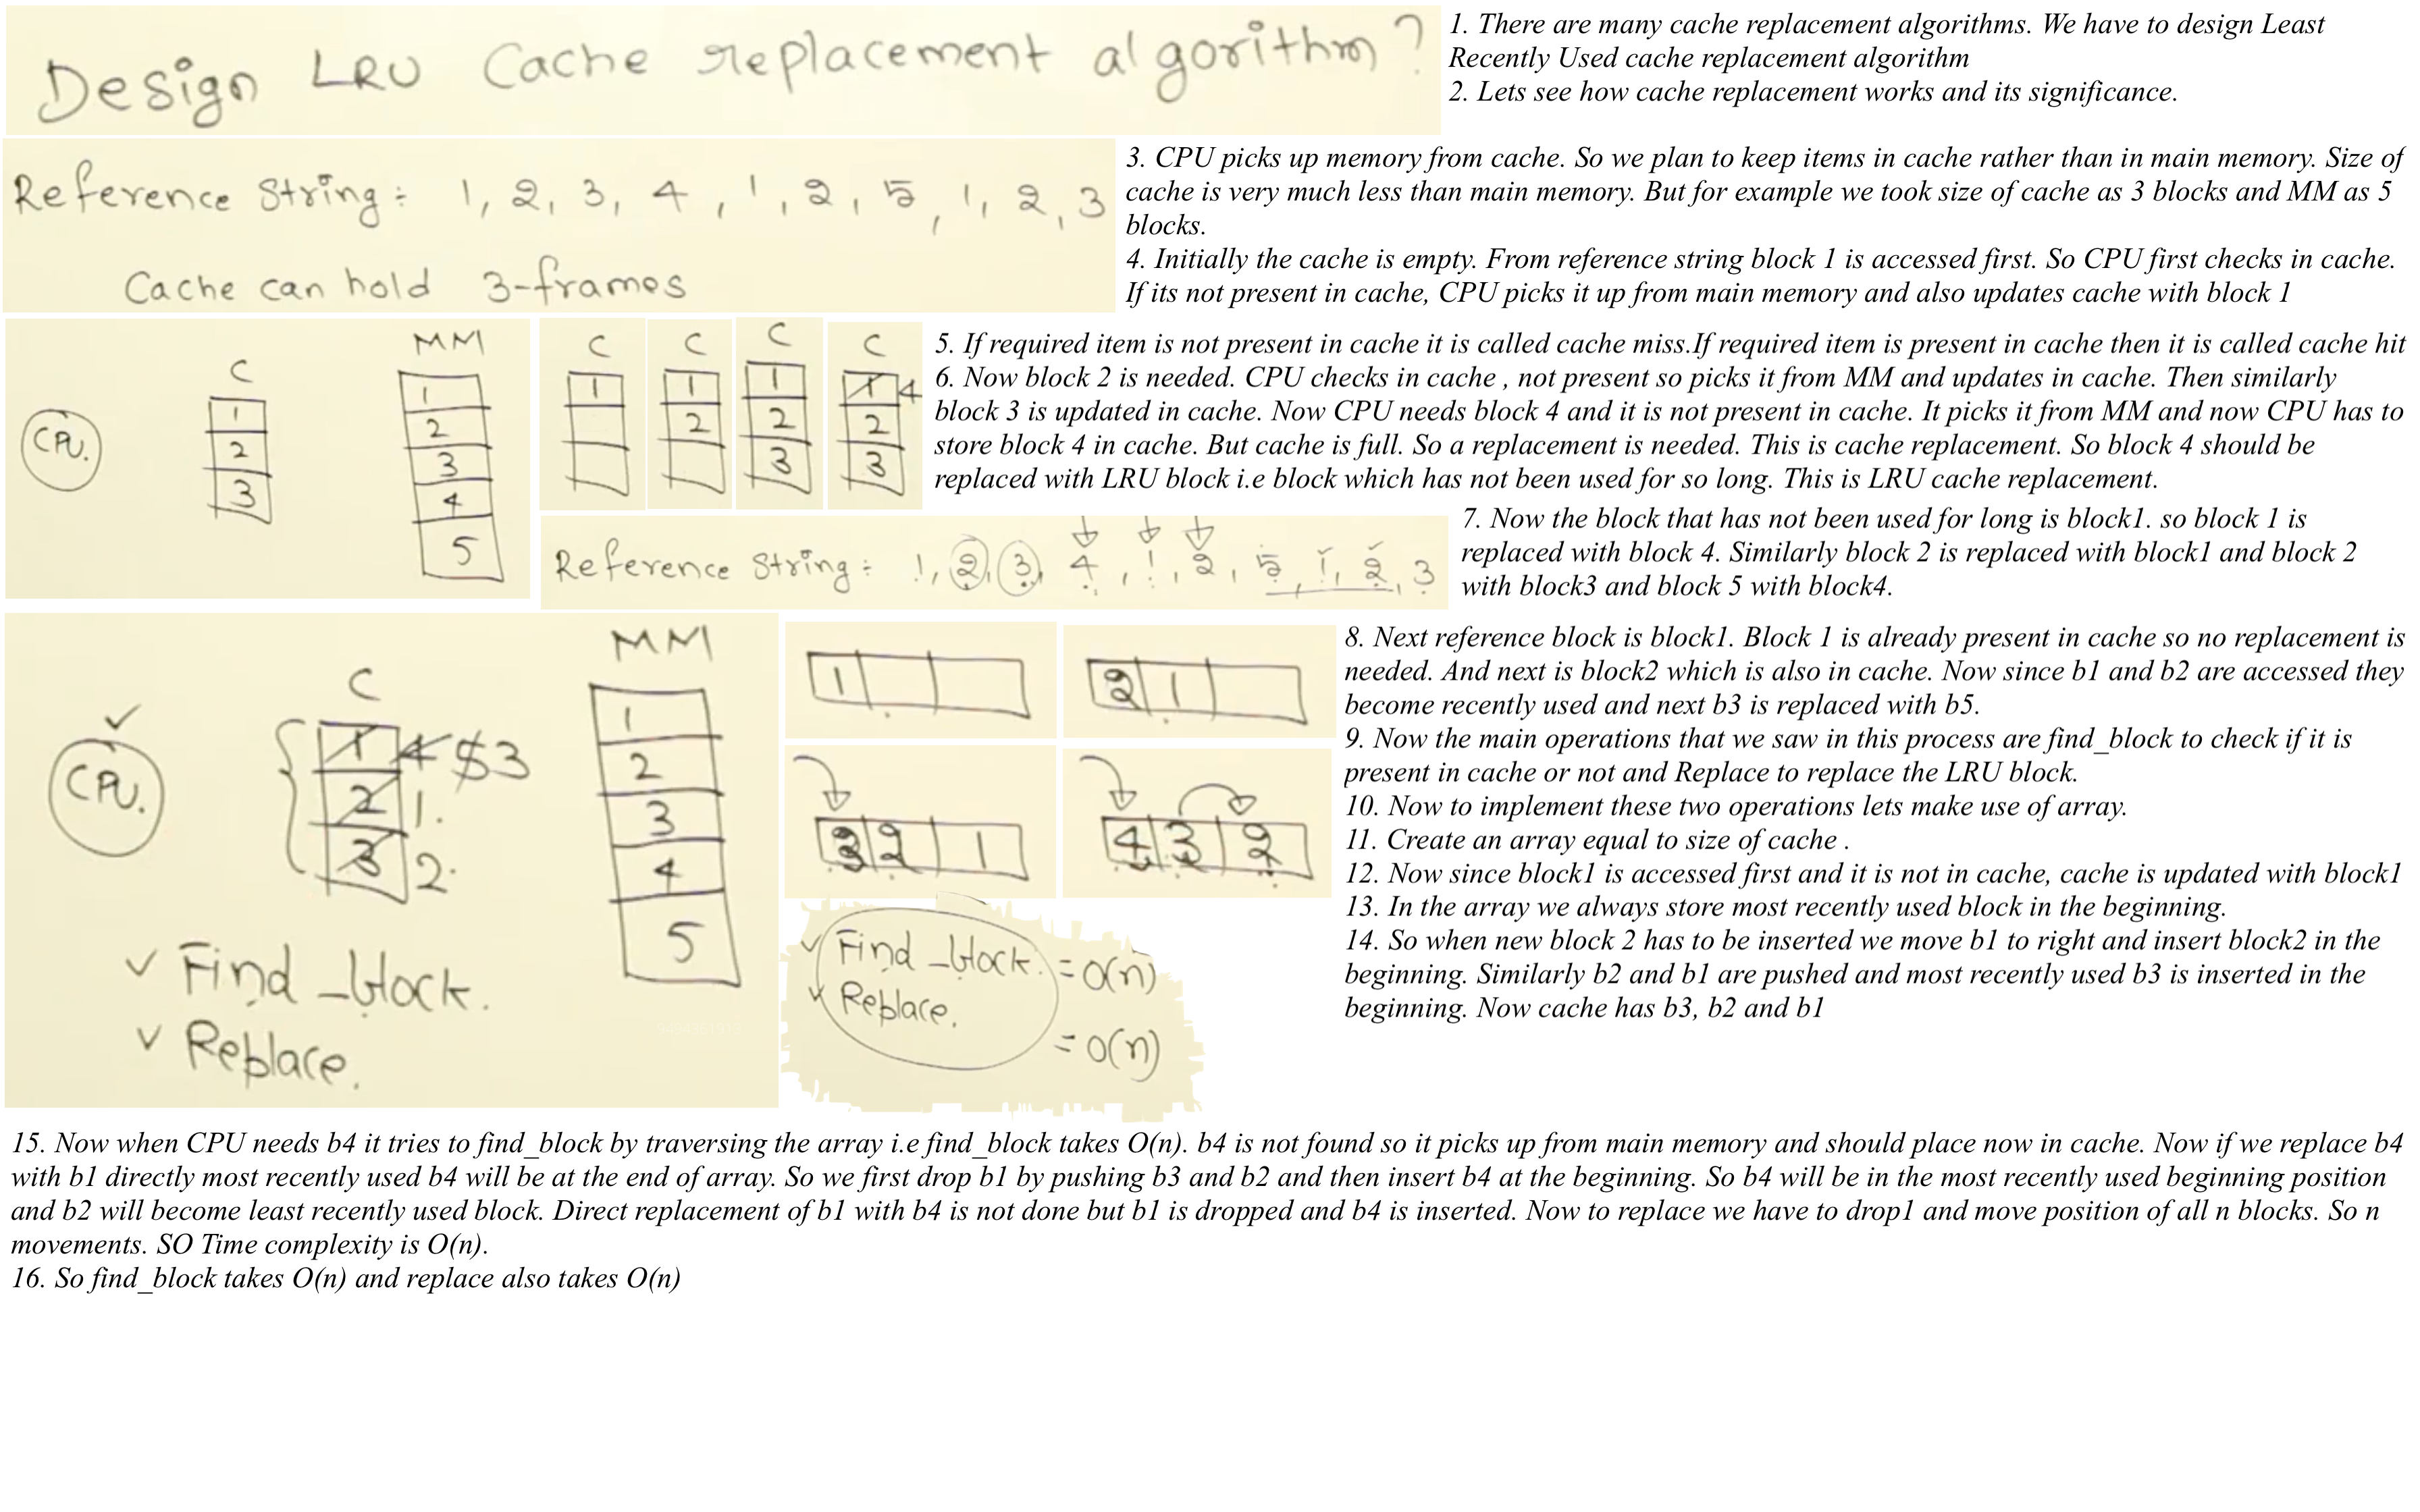 Design LRU Cache replacement algorithm?
1. There are many cache replacement algorithms. We have to design Least
Recently Used cache replacement algorithm
2. Lets see how cache replacement works and its significance.
Reference String: 1, 2, 3, 4, 1, 2, 5, 1, 2, 3
Cache can hold 3-frames
3. CPU picks up memory from cache. So we plan to keep items in cache rather than in main memory. Size of
cache is very much less than main memory. But for example we took size of cache as 3 blocks and MM as 5
blocks.
4. Initially the cache is empty. From reference string block 1 is accessed first. So CPU first checks in cache.
If its not present in cache, CPU picks it up from main memory and also updates cache with block 1
CPU.
C
1
2
3
MM
1
2
3
4
5
C
1
C
1
2
C
1
2
3
C
1 4
2
3
5. If required item is not present in cache it is called cache miss.If required item is present in cache then it is called cache hit
6. Now block 2 is needed. CPU checks in cache , not present so picks it from MM and updates in cache. Then similarly
block 3 is updated in cache. Now CPU needs block 4 and it is not present in cache. It picks it from MM and now CPU has to
store block 4 in cache. But cache is full. So a replacement is needed. This is cache replacement. So block 4 should be
replaced with LRU block i.e block which has not been used for so long. This is LRU cache replacement.
Reference String: 1, 2, 3, 4, 1, 2, 5, 1, 2, 3
7. Now the block that has not been used for long is block1. so block 1 is
replaced with block 4. Similarly block 2 is replaced with block1 and block 2
with block3 and block 5 with block4.
CPU.
C
1 4 5 3
2 1.
3 2.
MM
1
2
3
4
5
Find_block.
Replace.
1
2 1
3 2 1
4 3 2
Find_block. = O(n)
Replace.
= O(n)
8. Next reference block is block1. Block 1 is already present in cache so no replacement is
needed. And next is block2 which is also in cache. Now since b1 and b2 are accessed they
become recently used and next b3 is replaced with b5.
9. Now the main operations that we saw in this process are find_block to check if it is
present in cache or not and Replace to replace the LRU block.
10. Now to implement these two operations lets make use of array.
11. Create an array equal to size of cache .
12. Now since block1 is accessed first and it is not in cache, cache is updated with block1
13. In the array we always store most recently used block in the beginning.
14. So when new block 2 has to be inserted we move b1 to right and insert block2 in the
beginning. Similarly b2 and b1 are pushed and most recently used b3 is inserted in the
beginning. Now cache has b3, b2 and b1
15. Now when CPU needs b4 it tries to find_block by traversing the array i.e find_block takes O(n). b4 is not found so it picks up from main memory and should place now in cache. Now if we replace b4
with b1 directly most recently used b4 will be at the end of array. So we first drop b1 by pushing b3 and b2 and then insert b4 at the beginning. So b4 will be in the most recently used beginning position
and b2 will become least recently used block. Direct replacement of b1 with b4 is not done but b1 is dropped and b4 is inserted. Now to replace we have to drop1 and move position of all n blocks. So n
movements. SO Time complexity is O(n).
16. So find_block takes O(n) and replace also takes O(n)